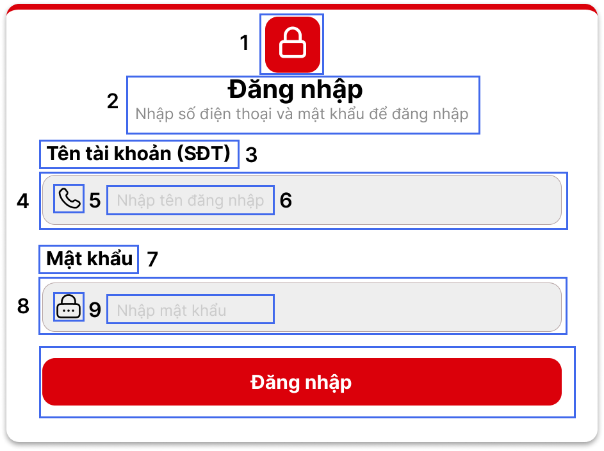 1
2
Đăng nhập
Nhập số điện thoại và mật khẩu để đăng nhập
Tên tài khoản (SĐT) 3
4 5 Nhập tên đăng nhập 6
Mật khẩu 7
8 9 Nhập mật khẩu
Đăng nhập